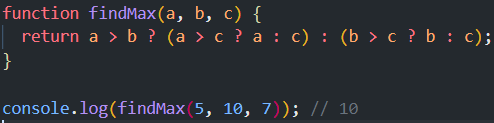 function findMax(a, b, c) {
  return a > b ? (a > c ? a : c) : (b > c ? b : c);
}

console.log(findMax(5, 10, 7)); // 10